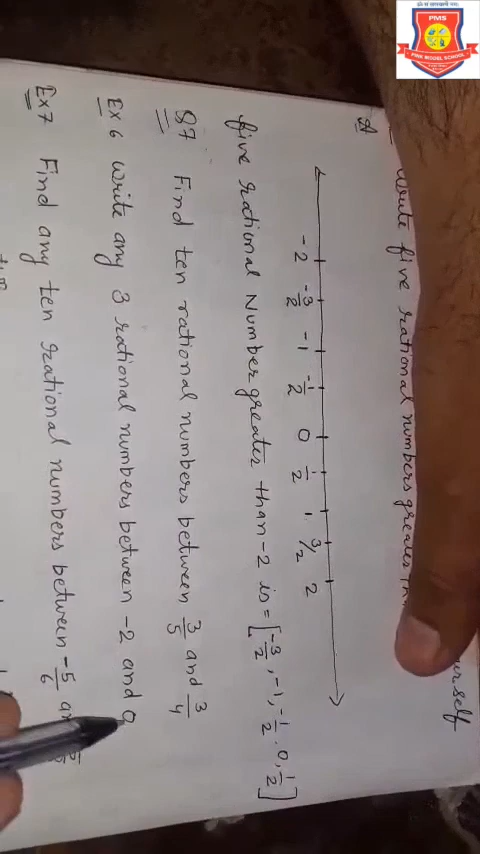 PMS
PINE MODEL SCHOOL
write five rational numbers greater
urself
A
-2 -3/2 -1 -1/2 0 1/2 1 3/2 2
five rational Number greater than -2 is = [-3/2, -1, -1/2, 0, 1/2]
Q7 Find ten rational numbers between 3/5 and 3/4
Ex 6 write any 3 rational numbers between -2 and 0
Ex7 Find any ten rational numbers between -5/6